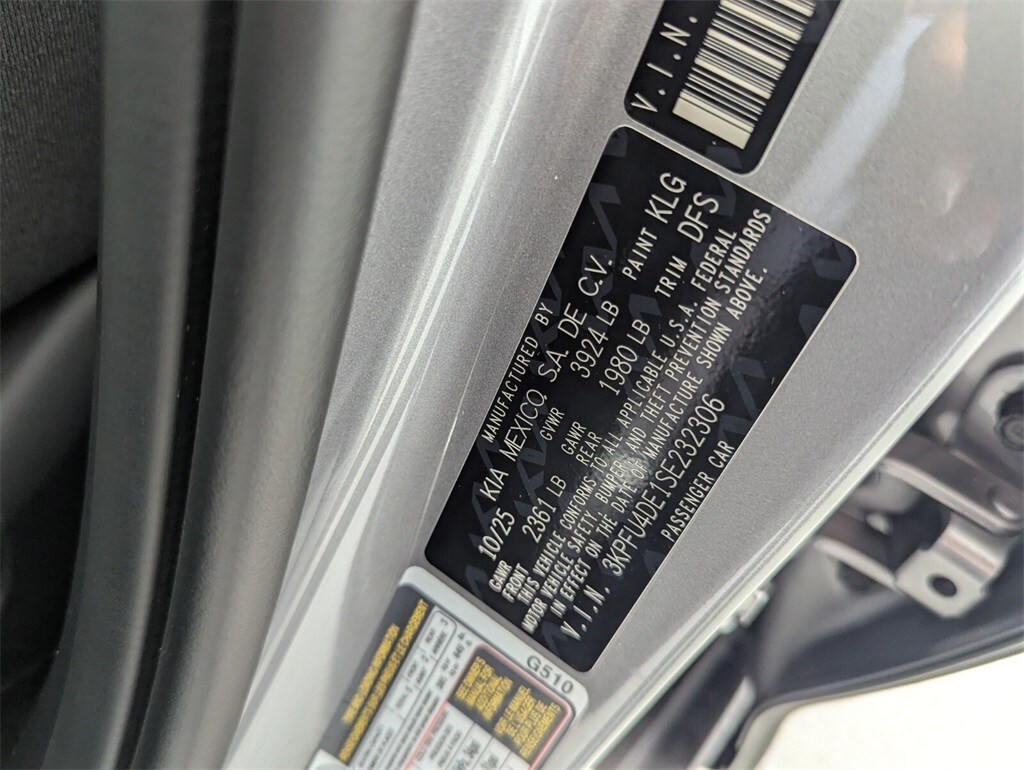 V.I.N.
MANUFACTURED BY
10/25 KIA MEXICO, S.A. DE C.V.
GVWR 3924 LB PAINT KLG
GAWR FRONT 2361 LB GAWR REAR 1980 LB TRIM DFS
THIS VEHICLE CONFORMS TO ALL APPLICABLE U.S.A. FEDERAL
MOTOR VEHICLE SAFETY, BUMPER, AND THEFT PREVENTION STANDARDS
IN EFFECT ON THE DATE OF MANUFACTURE SHOWN ABOVE.
V.I.N. 3KPFU4DE1SE232306
PASSENGER CAR
G510